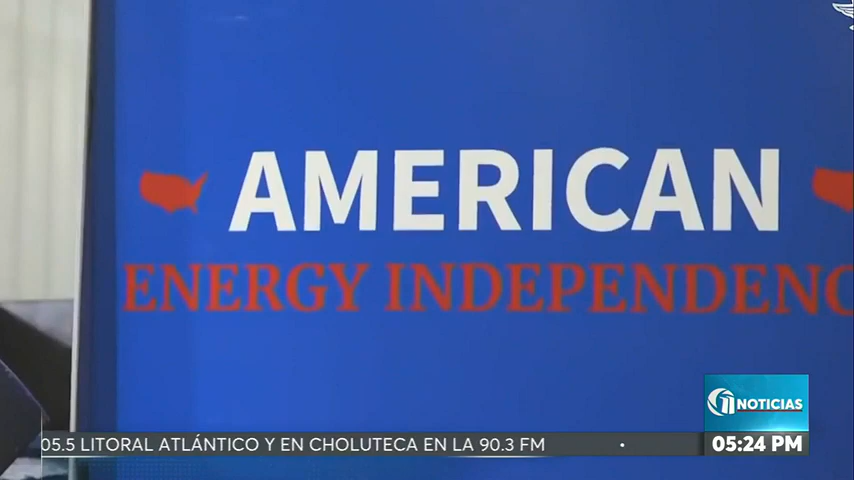 AMERICAN
ENERGY INDEPENDENC
NOTICIAS
05.5 LITORAL ATLÁNTICO Y EN CHOLUTECA EN LA 90.3 FM •
05:24 PM